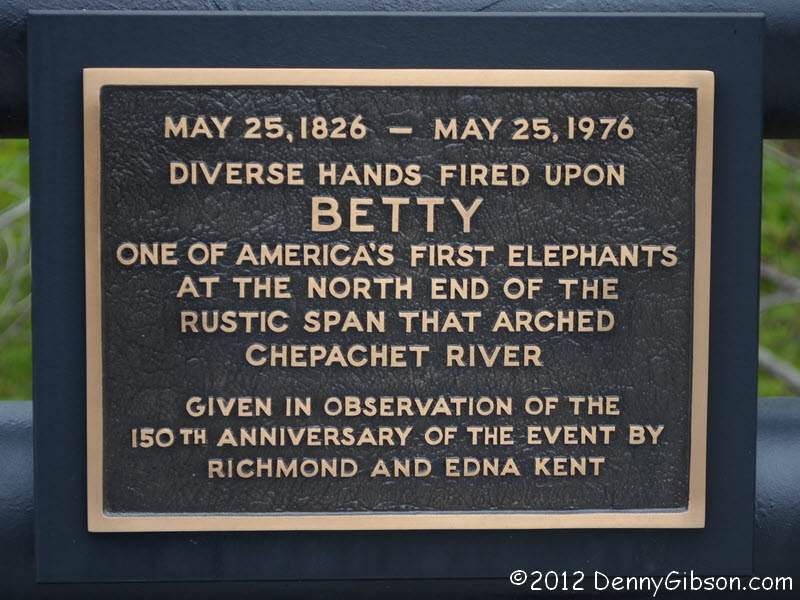 MAY 25, 1826 — MAY 25, 1976
DIVERSE HANDS FIRED UPON
BETTY
ONE OF AMERICA'S FIRST ELEPHANTS
AT THE NORTH END OF THE
RUSTIC SPAN THAT ARCHED
CHEPACHET RIVER
GIVEN IN OBSERVATION OF THE
150TH ANNIVERSARY OF THE EVENT BY
RICHMOND AND EDNA KENT
©2012 DennyGibson.com